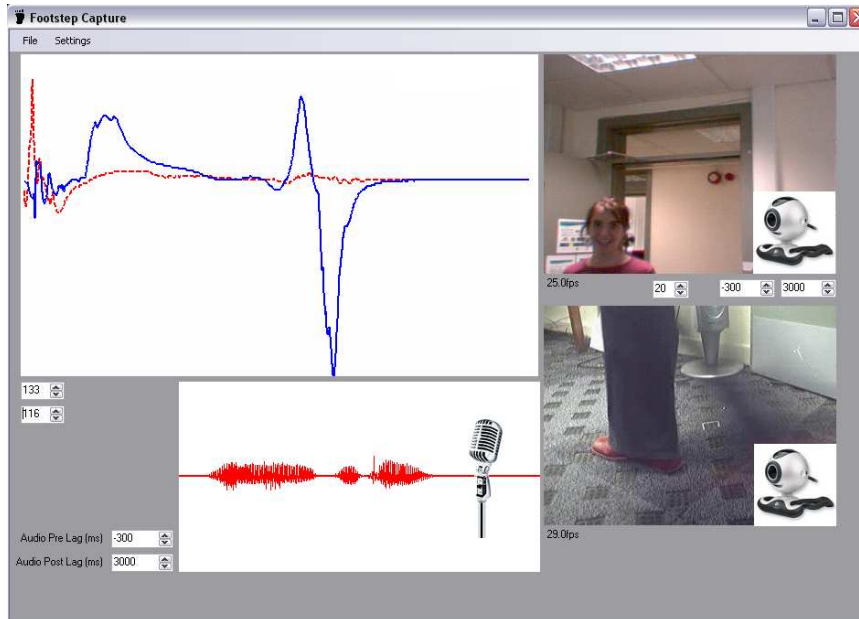 Footstep Capture
File Settings
25.0fps
20 -300 3000
133
116
29.0fps
Audio Pre Lag (ms) -300
Audio Post Lag (ms) 3000